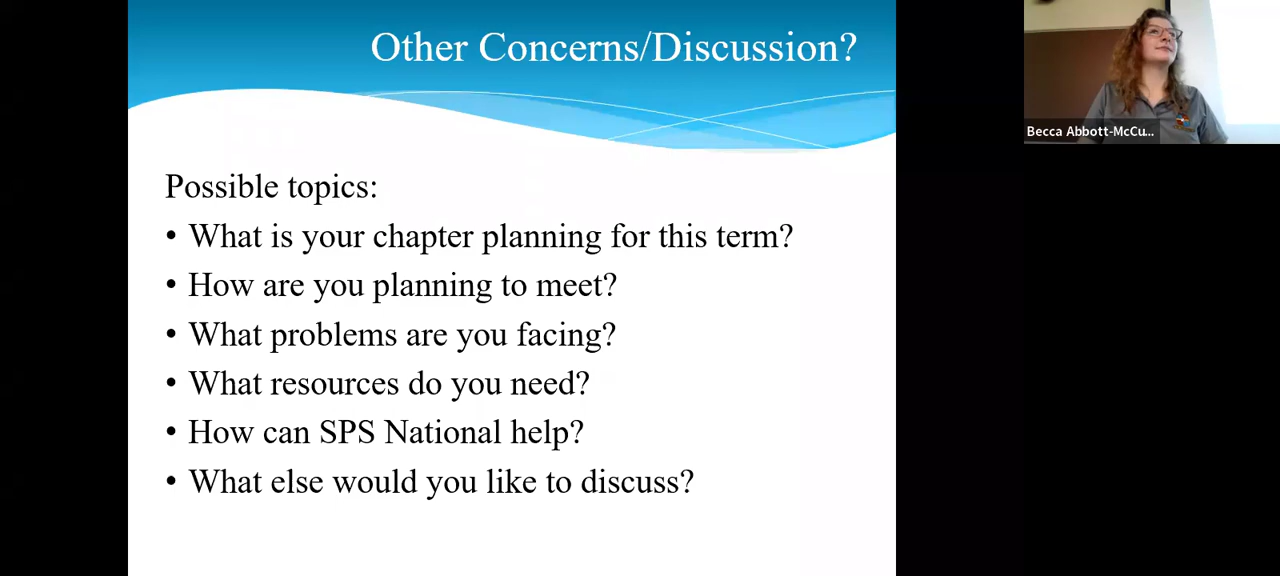 Other Concerns/Discussion?
Becca Abbott-McCu...
Possible topics:
• What is your chapter planning for this term?
• How are you planning to meet?
• What problems are you facing?
• What resources do you need?
• How can SPS National help?
• What else would you like to discuss?